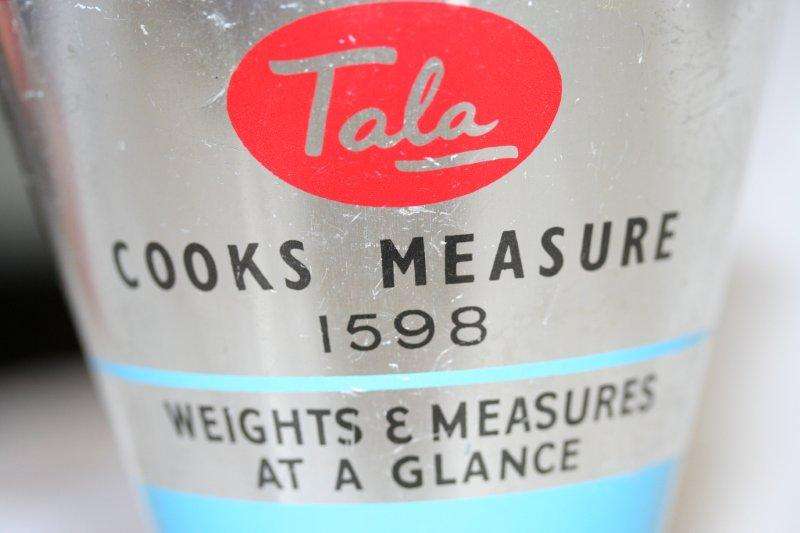 Tala
COOKS MEASURE
1598
WEIGHTS & MEASURES
AT A GLANCE